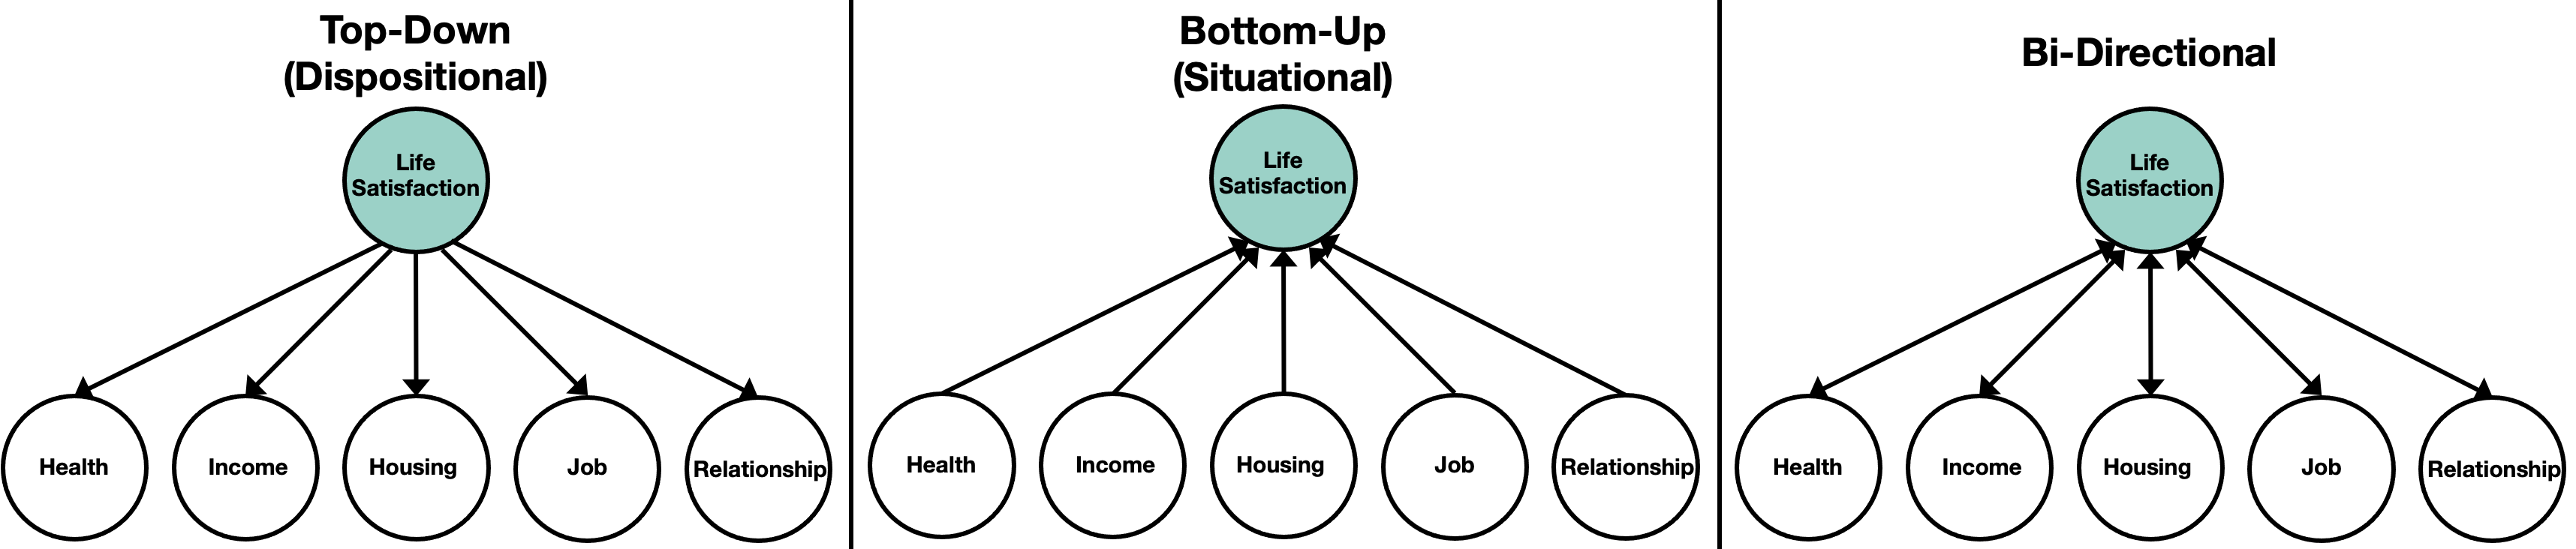 Top-Down
(Dispositional)
Life
Satisfaction
Health
Income
Housing
Job
Relationship
Bottom-Up
(Situational)
Life
Satisfaction
Health
Income
Housing
Job
Relationship
Bi-Directional
Life
Satisfaction
Health
Income
Housing
Job
Relationship